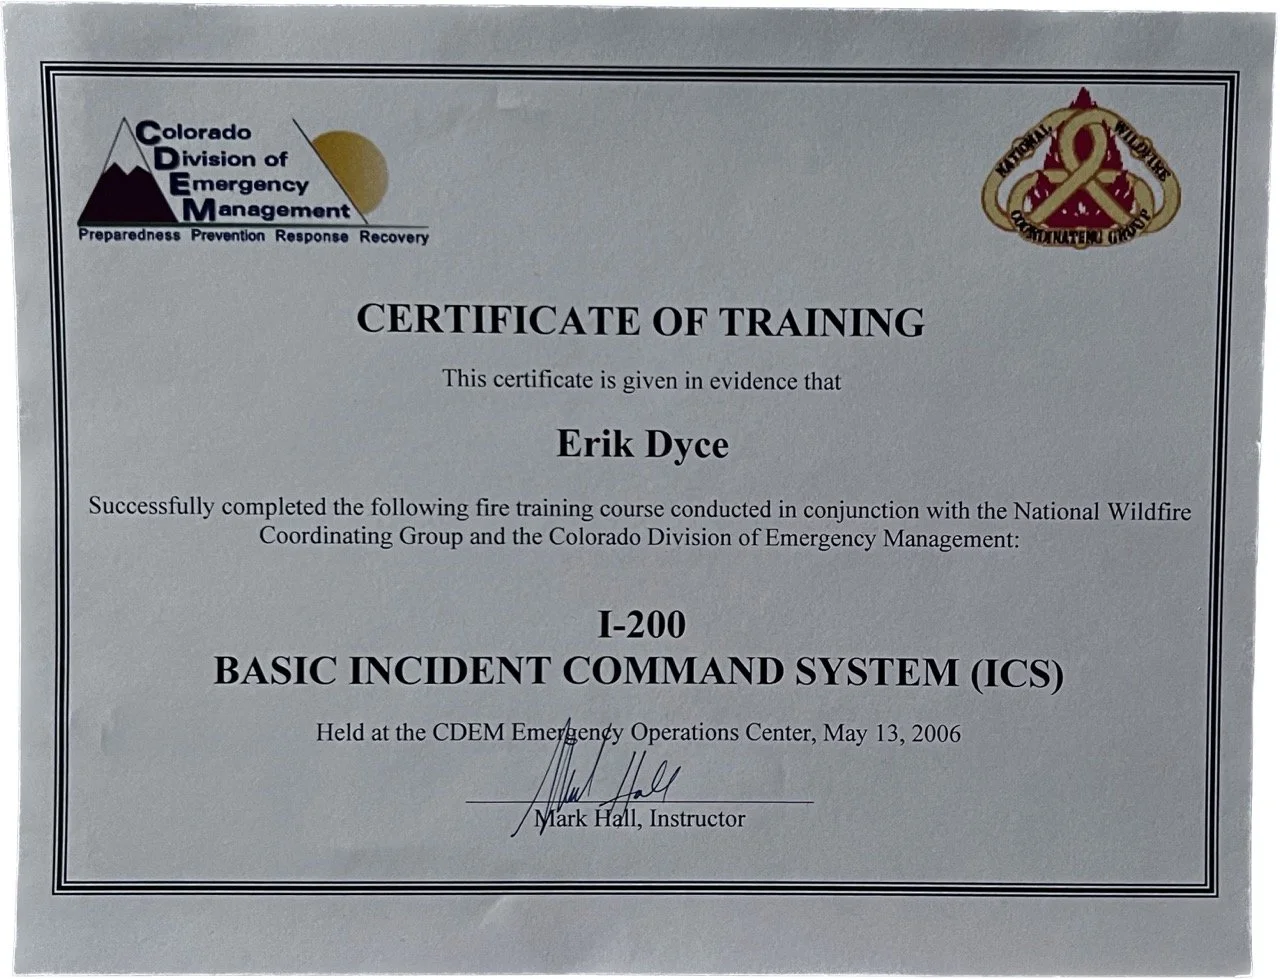 Colorado
Division of
Emergency
Management
Preparedness Prevention Response Recovery
NATIONAL WILDFIRE
COORDINATING GROUP
CERTIFICATE OF TRAINING
This certificate is given in evidence that
Erik Dyce
Successfully completed the following fire training course conducted in conjunction with the National Wildfire
Coordinating Group and the Colorado Division of Emergency Management:
I-200
BASIC INCIDENT COMMAND SYSTEM (ICS)
Held at the CDEM Emergency Operations Center, May 13, 2006
Mark Hall
Mark Hall, Instructor